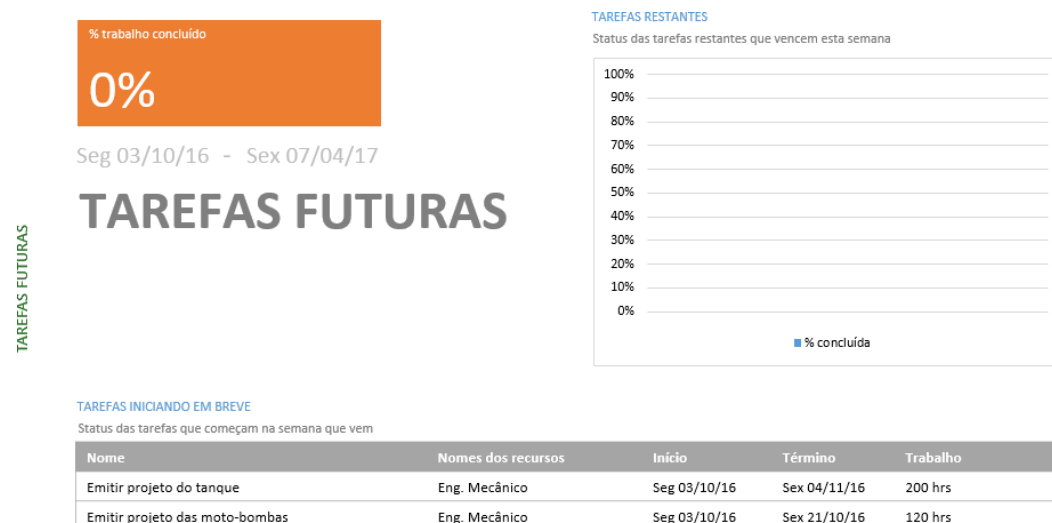 % trabalho concluído
0%
Seg 03/10/16 - Sex 07/04/17
TAREFAS FUTURAS
TAREFAS FUTURAS
TAREFAS RESTANTES
Status das tarefas restantes que vencem esta semana
100%
90%
80%
70%
60%
50%
40%
30%
20%
10%
0%
% concluída
TAREFAS INICIANDO EM BREVE
Status das tarefas que começam na semana que vem
Nome Nomes dos recursos Início Término Trabalho
Emitir projeto do tanque Eng. Mecânico Seg 03/10/16 Sex 04/11/16 200 hrs
Emitir projeto das moto-bombas Eng. Mecânico Seg 03/10/16 Sex 21/10/16 120 hrs